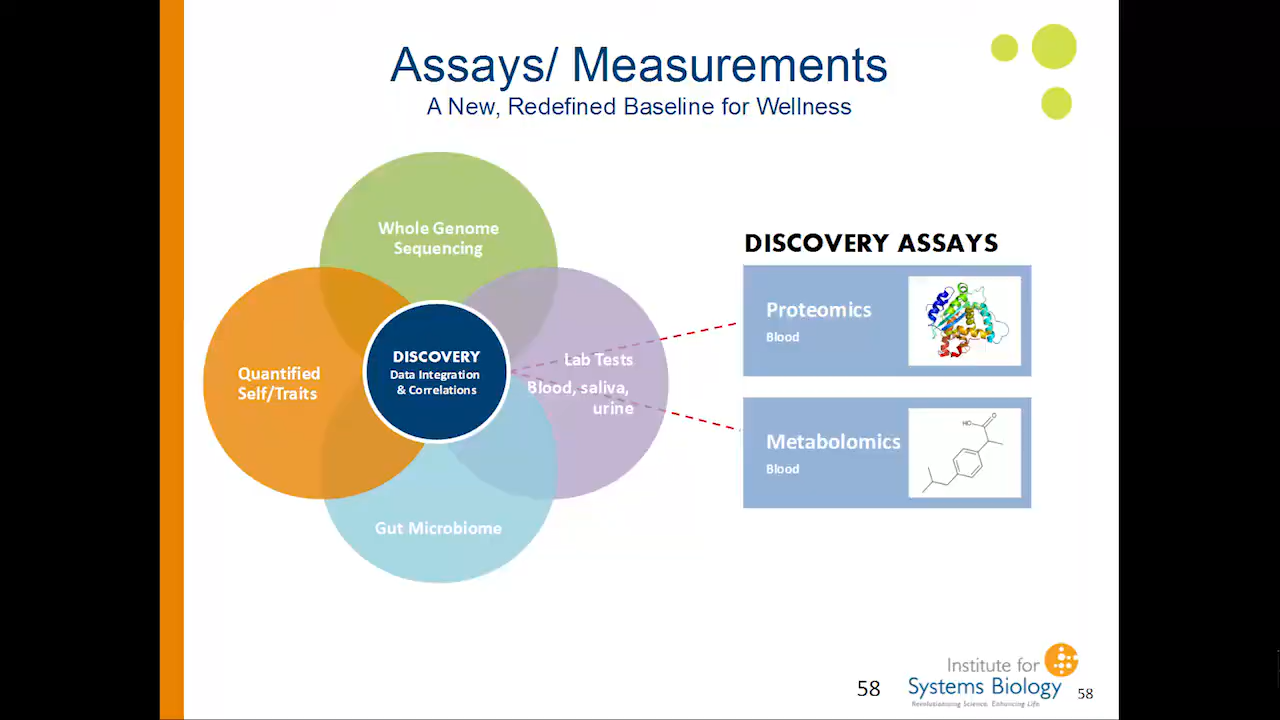 Assays/ Measurements
A New, Redefined Baseline for Wellness
Whole Genome
Sequencing
Quantified
Self/Traits
DISCOVERY
Data Integration
& Correlations
Lab Tests
Blood, saliva,
urine
Gut Microbiome
DISCOVERY ASSAYS
Proteomics
Blood
Metabolomics
Blood
HO
O
58
Institute for
Systems Biology
Revolutionizing Science. Enhancing Life.
58